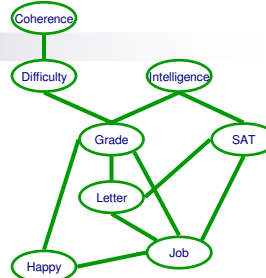 Coherence
Difficulty
Intelligence
Grade
SAT
Letter
Job
Happy